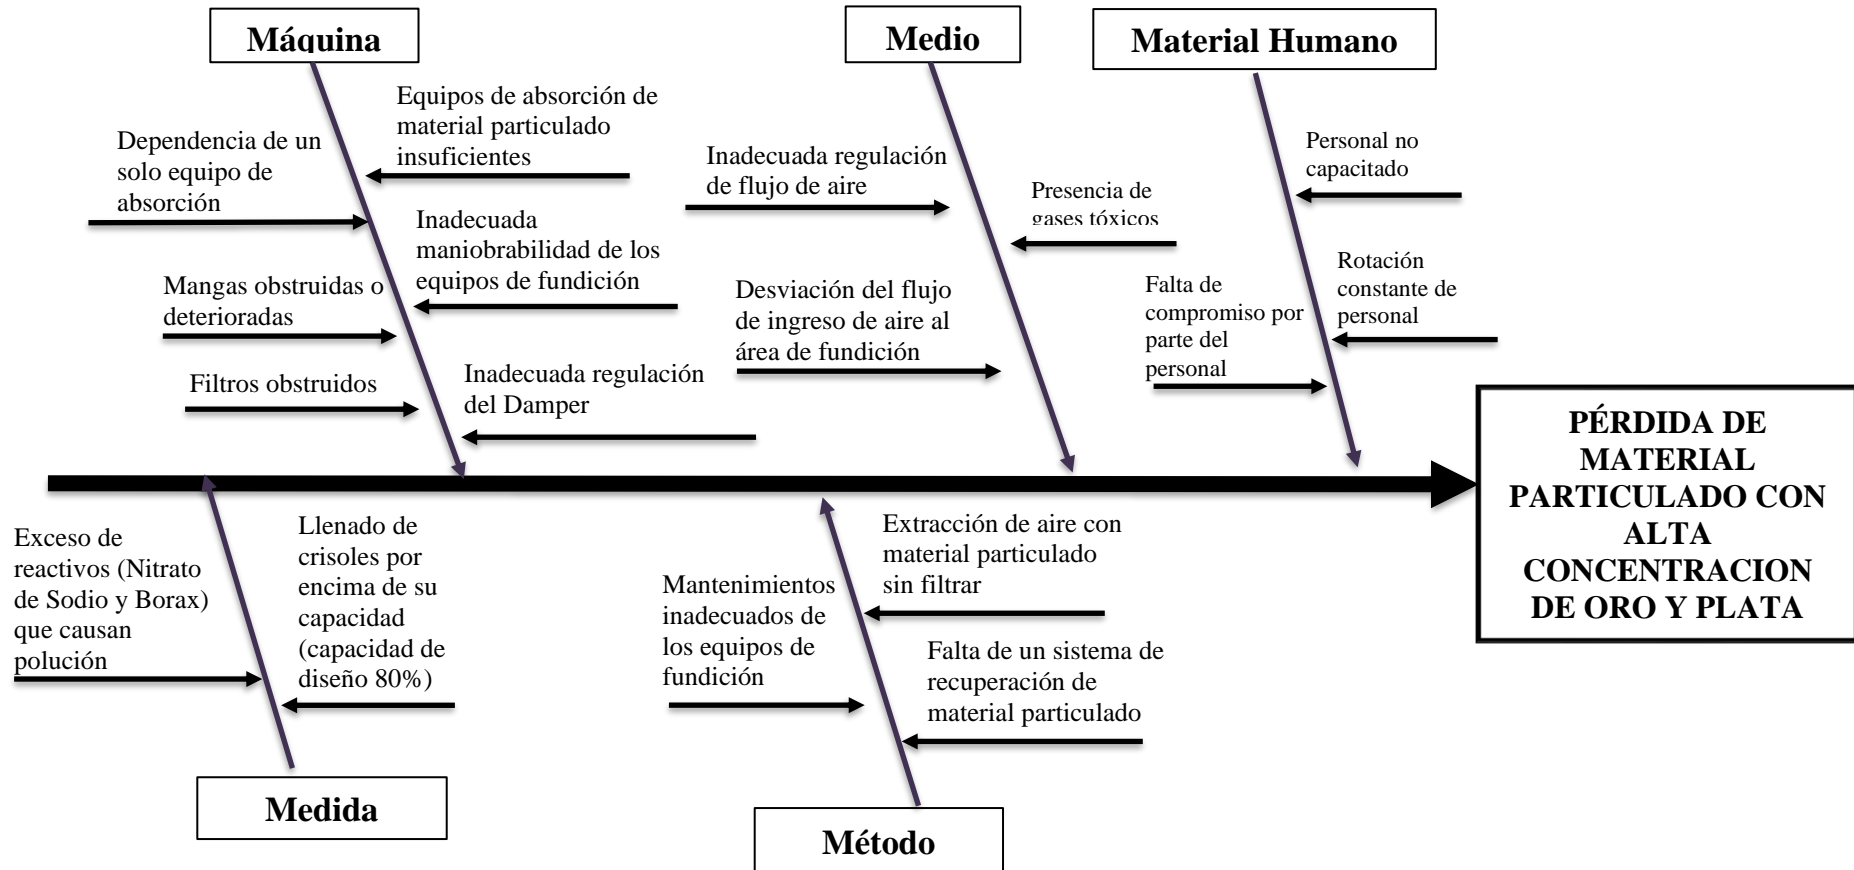 Máquina
Medio
Material Humano
Equipos de absorción de
material particulado
insuficientes
Dependencia de un
solo equipo de
absorción
Inadecuada
maniobrabilidad de los
equipos de fundición
Mangas obstruidas o
deterioradas
Filtros obstruidos
Inadecuada regulación
del Damper
Inadecuada regulación
de flujo de aire
Presencia de
gases tóxicos
Desviación del flujo
de ingreso de aire al
área de fundición
Personal no
capacitado
Rotación
constante de
personal
Falta de
compromiso por
parte del
personal
PÉRDIDA DE
MATERIAL
PARTICULADO CON
ALTA
CONCENTRACION
DE ORO Y PLATA
Exceso de
reactivos (Nitrato
de Sodio y Borax)
que causan
polución
Llenado de
crisoles por
encima de su
capacidad
(capacidad de
diseño 80%)
Mantenimientos
inadecuados de
los equipos de
fundición
Extracción de aire con
material particulado
sin filtrar
Falta de un sistema de
recuperación de
material particulado
Medida
Método